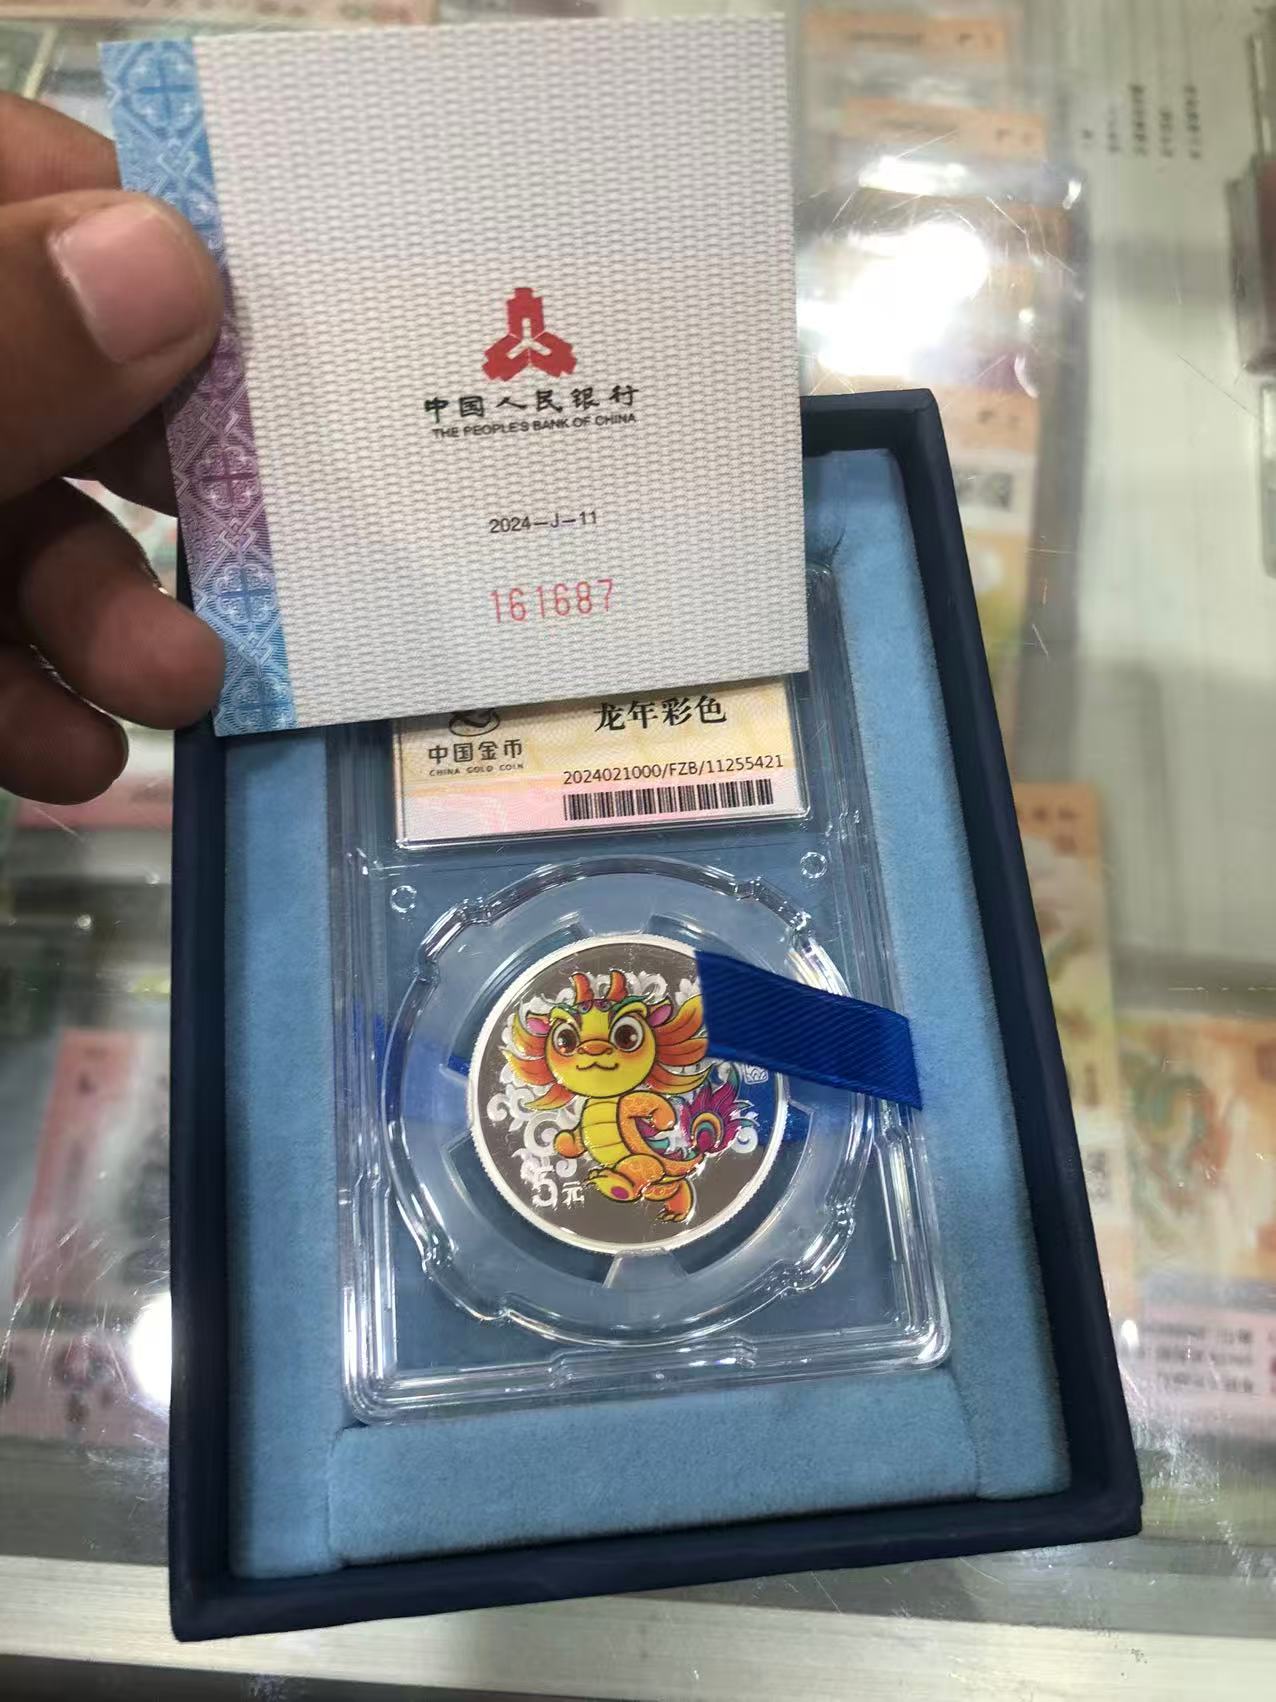 中国人民银行
THE PEOPLE'S BANK OF CHINA
2024-J-11
161687
龙年彩色
中国金币
CHINA GOLD COIN
2024021000/FZB/11255421
5元